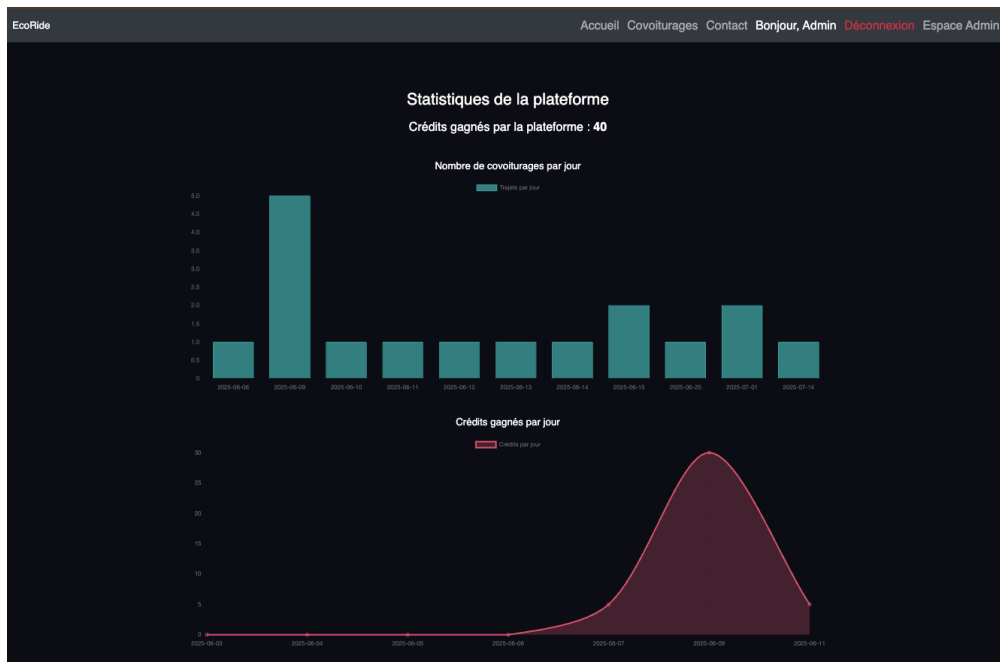 EcoRide
Accueil Covoiturages Contact Bonjour, Admin Déconnexion Espace Admin
Statistiques de la plateforme
Crédits gagnés par la plateforme : 40
Nombre de covoiturages par jour
Trajets par jour
5.0
4.5
4.0
3.5
3.0
2.5
2.0
1.5
1.0
0.5
0
2025-06-08 2025-06-09 2025-06-10 2025-06-11 2025-06-12 2025-06-13 2025-06-14 2025-06-15 2025-06-25 2025-07-01 2025-07-14
Crédits gagnés par jour
Crédits par jour
30
25
20
15
10
5
0
2025-06-03 2025-06-04 2025-06-05 2025-06-06 2025-06-07 2025-06-09 2025-06-11